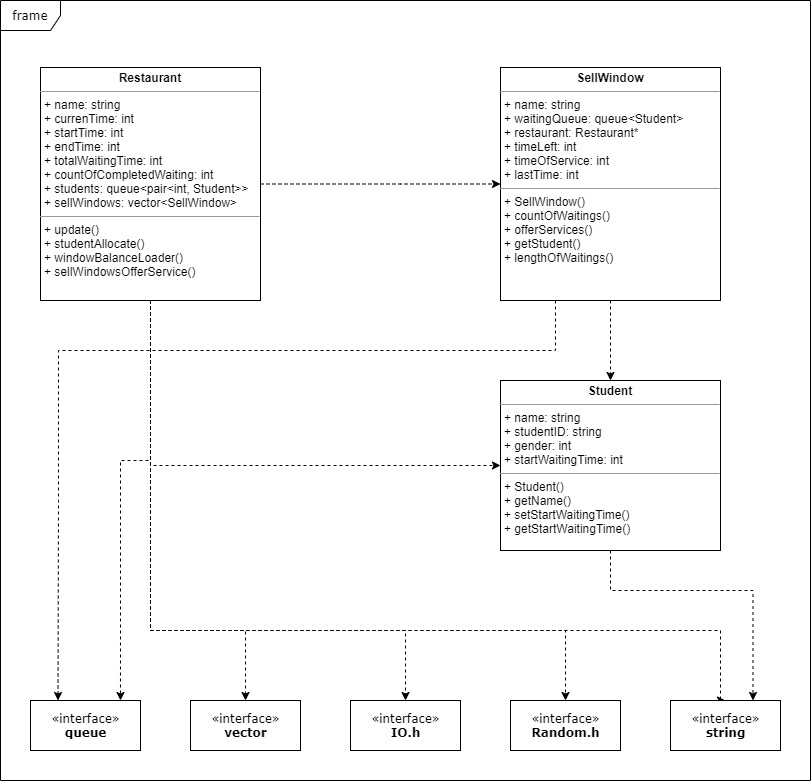 frame
Restaurant
+ name: string
+ currenTime: int
+ startTime: int
+ endTime: int
+ totalWaitingTime: int
+ countOfCompletedWaiting: int
+ students: queue<pair<int, Student>>
+ sellWindows: vector<SellWindow>
+ update()
+ studentAllocate()
+ windowBalanceLoader()
+ sellWindowsOfferService()
SellWindow
+ name: string
+ waitingQueue: queue<Student>
+ restaurant: Restaurant*
+ timeLeft: int
+ timeOfService: int
+ lastTime: int
+ SellWindow()
+ countOfWaitings()
+ offerServices()
+ getStudent()
+ lengthOfWaitings()
Student
+ name: string
+ studentID: string
+ gender: int
+ startWaitingTime: int
+ Student()
+ getName()
+ setStartWaitingTime()
+ getStartWaitingTime()
«interface»
queue
«interface»
vector
«interface»
IO.h
«interface»
Random.h
«interface»
string